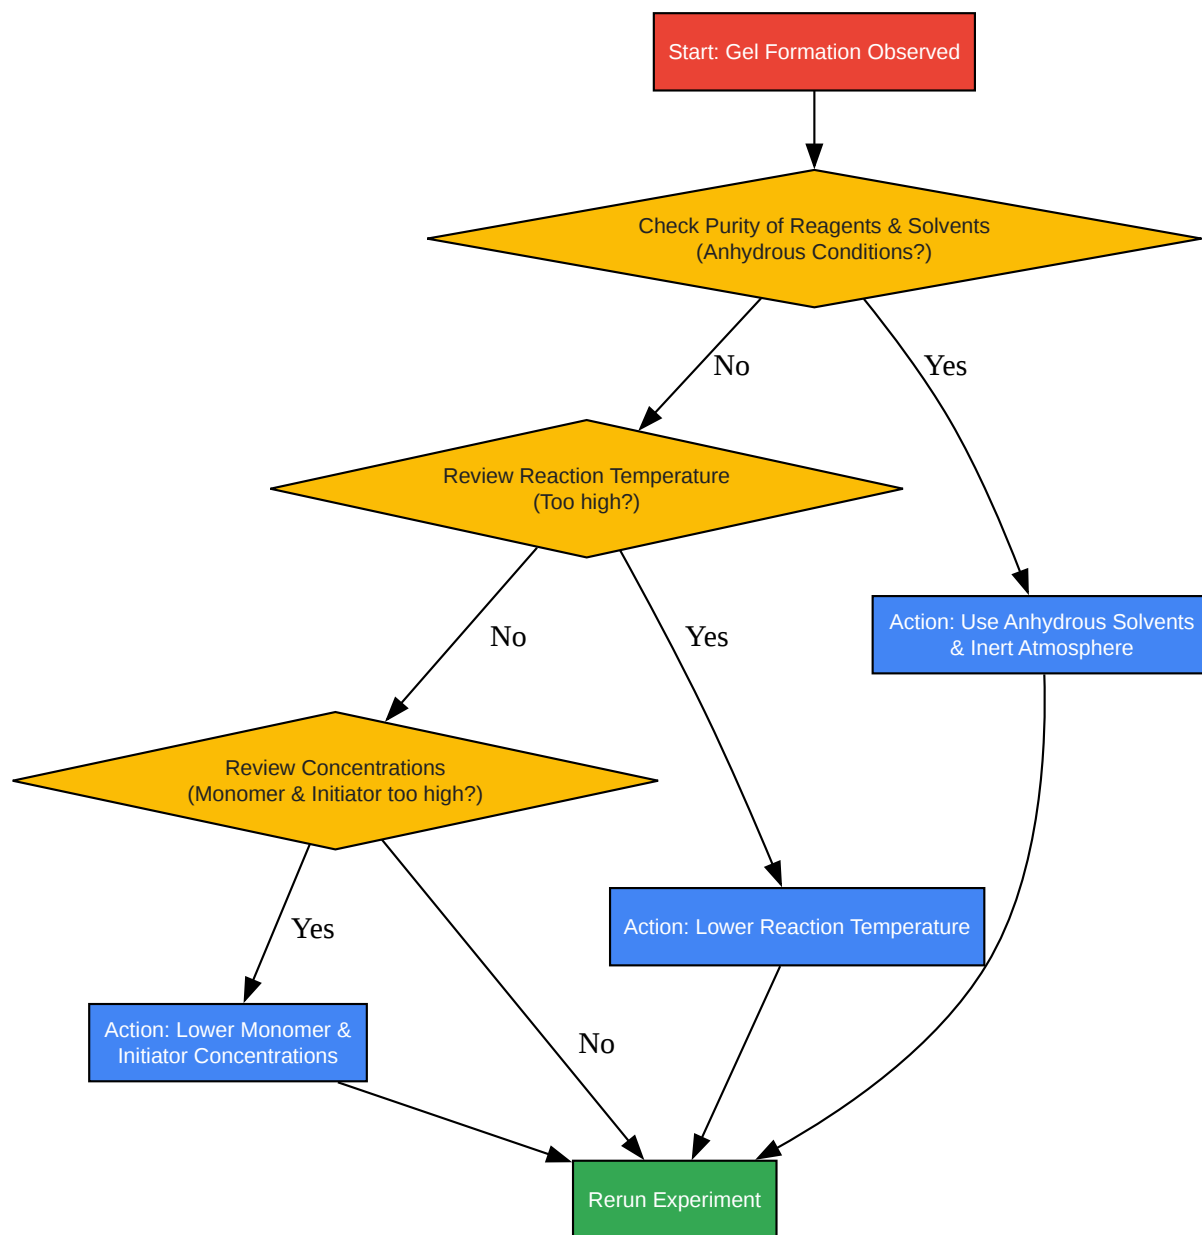 Start: Gel Formation Observed
Check Purity of Reagents & Solvents
(Anhydrous Conditions?)
No
Yes
Review Reaction Temperature
(Too high?)
Action: Use Anhydrous Solvents
& Inert Atmosphere
No
Yes
Review Concentrations
(Monomer & Initiator too high?)
Yes
Action: Lower Reaction Temperature
Action: Lower Monomer &
Initiator Concentrations
No
Rerun Experiment